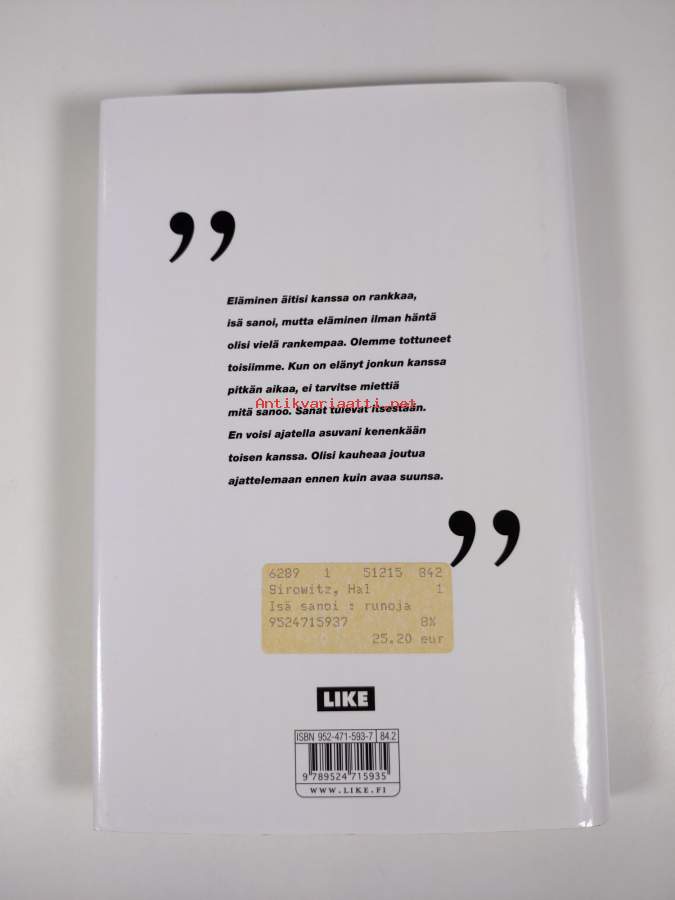 ”
Eläminen äitisi kanssa on rankkaa,
isä sanoi, mutta eläminen ilman häntä
olisi vielä rankempaa. Olemme tottuneet
toisiimme. Kun on elänyt jonkun kanssa
pitkän aikaa, ei tarvitse miettiä
Antikvariaatti.net
mitä sanoo. Sanat tulevat itsestään.
En voisi ajatella asuvani kenenkään
toisen kanssa. Olisi kauheaa joutua
ajattelemaan ennen kuin avaa suunsa.
”
6289 1 51215 842
Sirowitz, Hal 1
Isä sanoi : runoja
9524715937 8%
25.20 eur
LIKE
ISBN 952-471-593-7 84.2
9 789524 715935
WWW.LIKE.FI